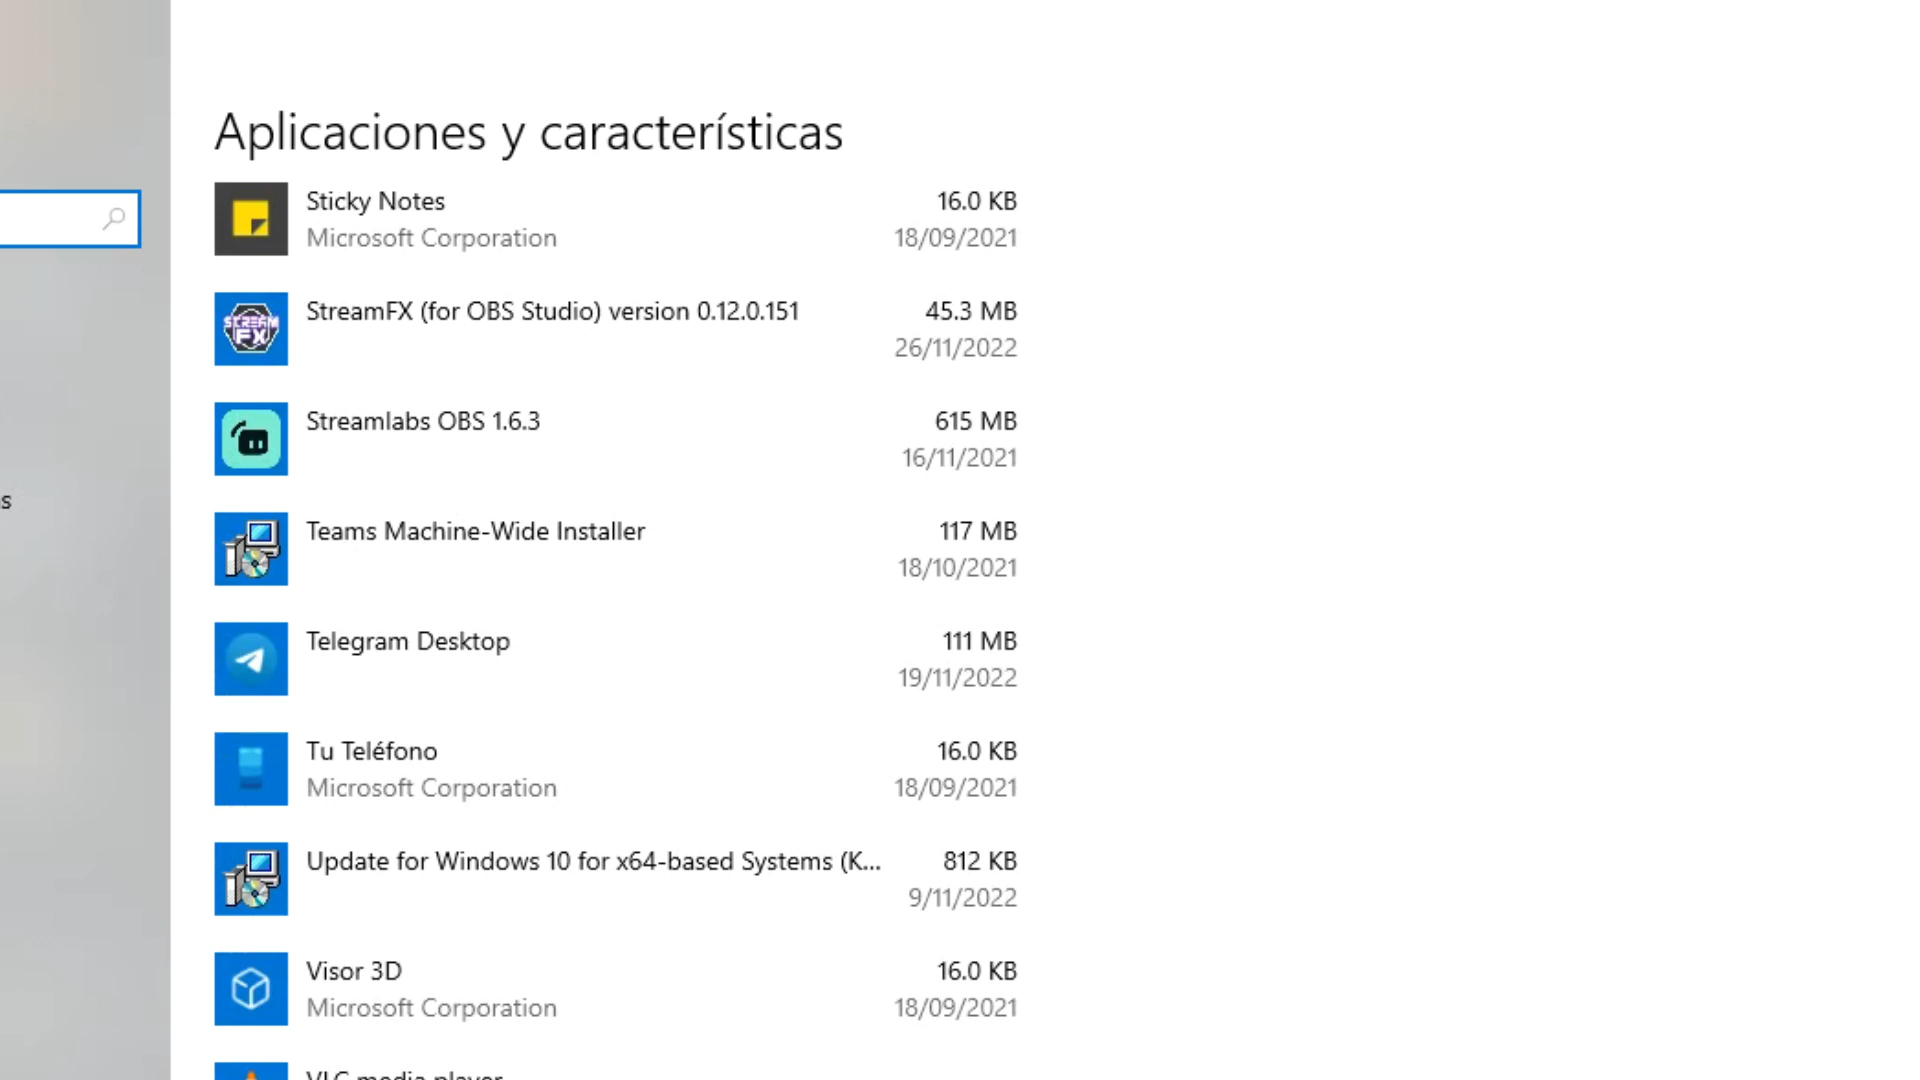 Aplicaciones y características
Sticky Notes 16.0 KB
Microsoft Corporation 18/09/2021
STREAM FX
StreamFX (for OBS Studio) version 0.12.0.151 45.3 MB
26/11/2022
Streamlabs OBS 1.6.3 615 MB
16/11/2021
s
Teams Machine-Wide Installer 117 MB
18/10/2021
Telegram Desktop 111 MB
19/11/2022
Tu Teléfono 16.0 KB
Microsoft Corporation 18/09/2021
Update for Windows 10 for x64-based Systems (K... 812 KB
9/11/2022
Visor 3D 16.0 KB
Microsoft Corporation 18/09/2021
VLC media player